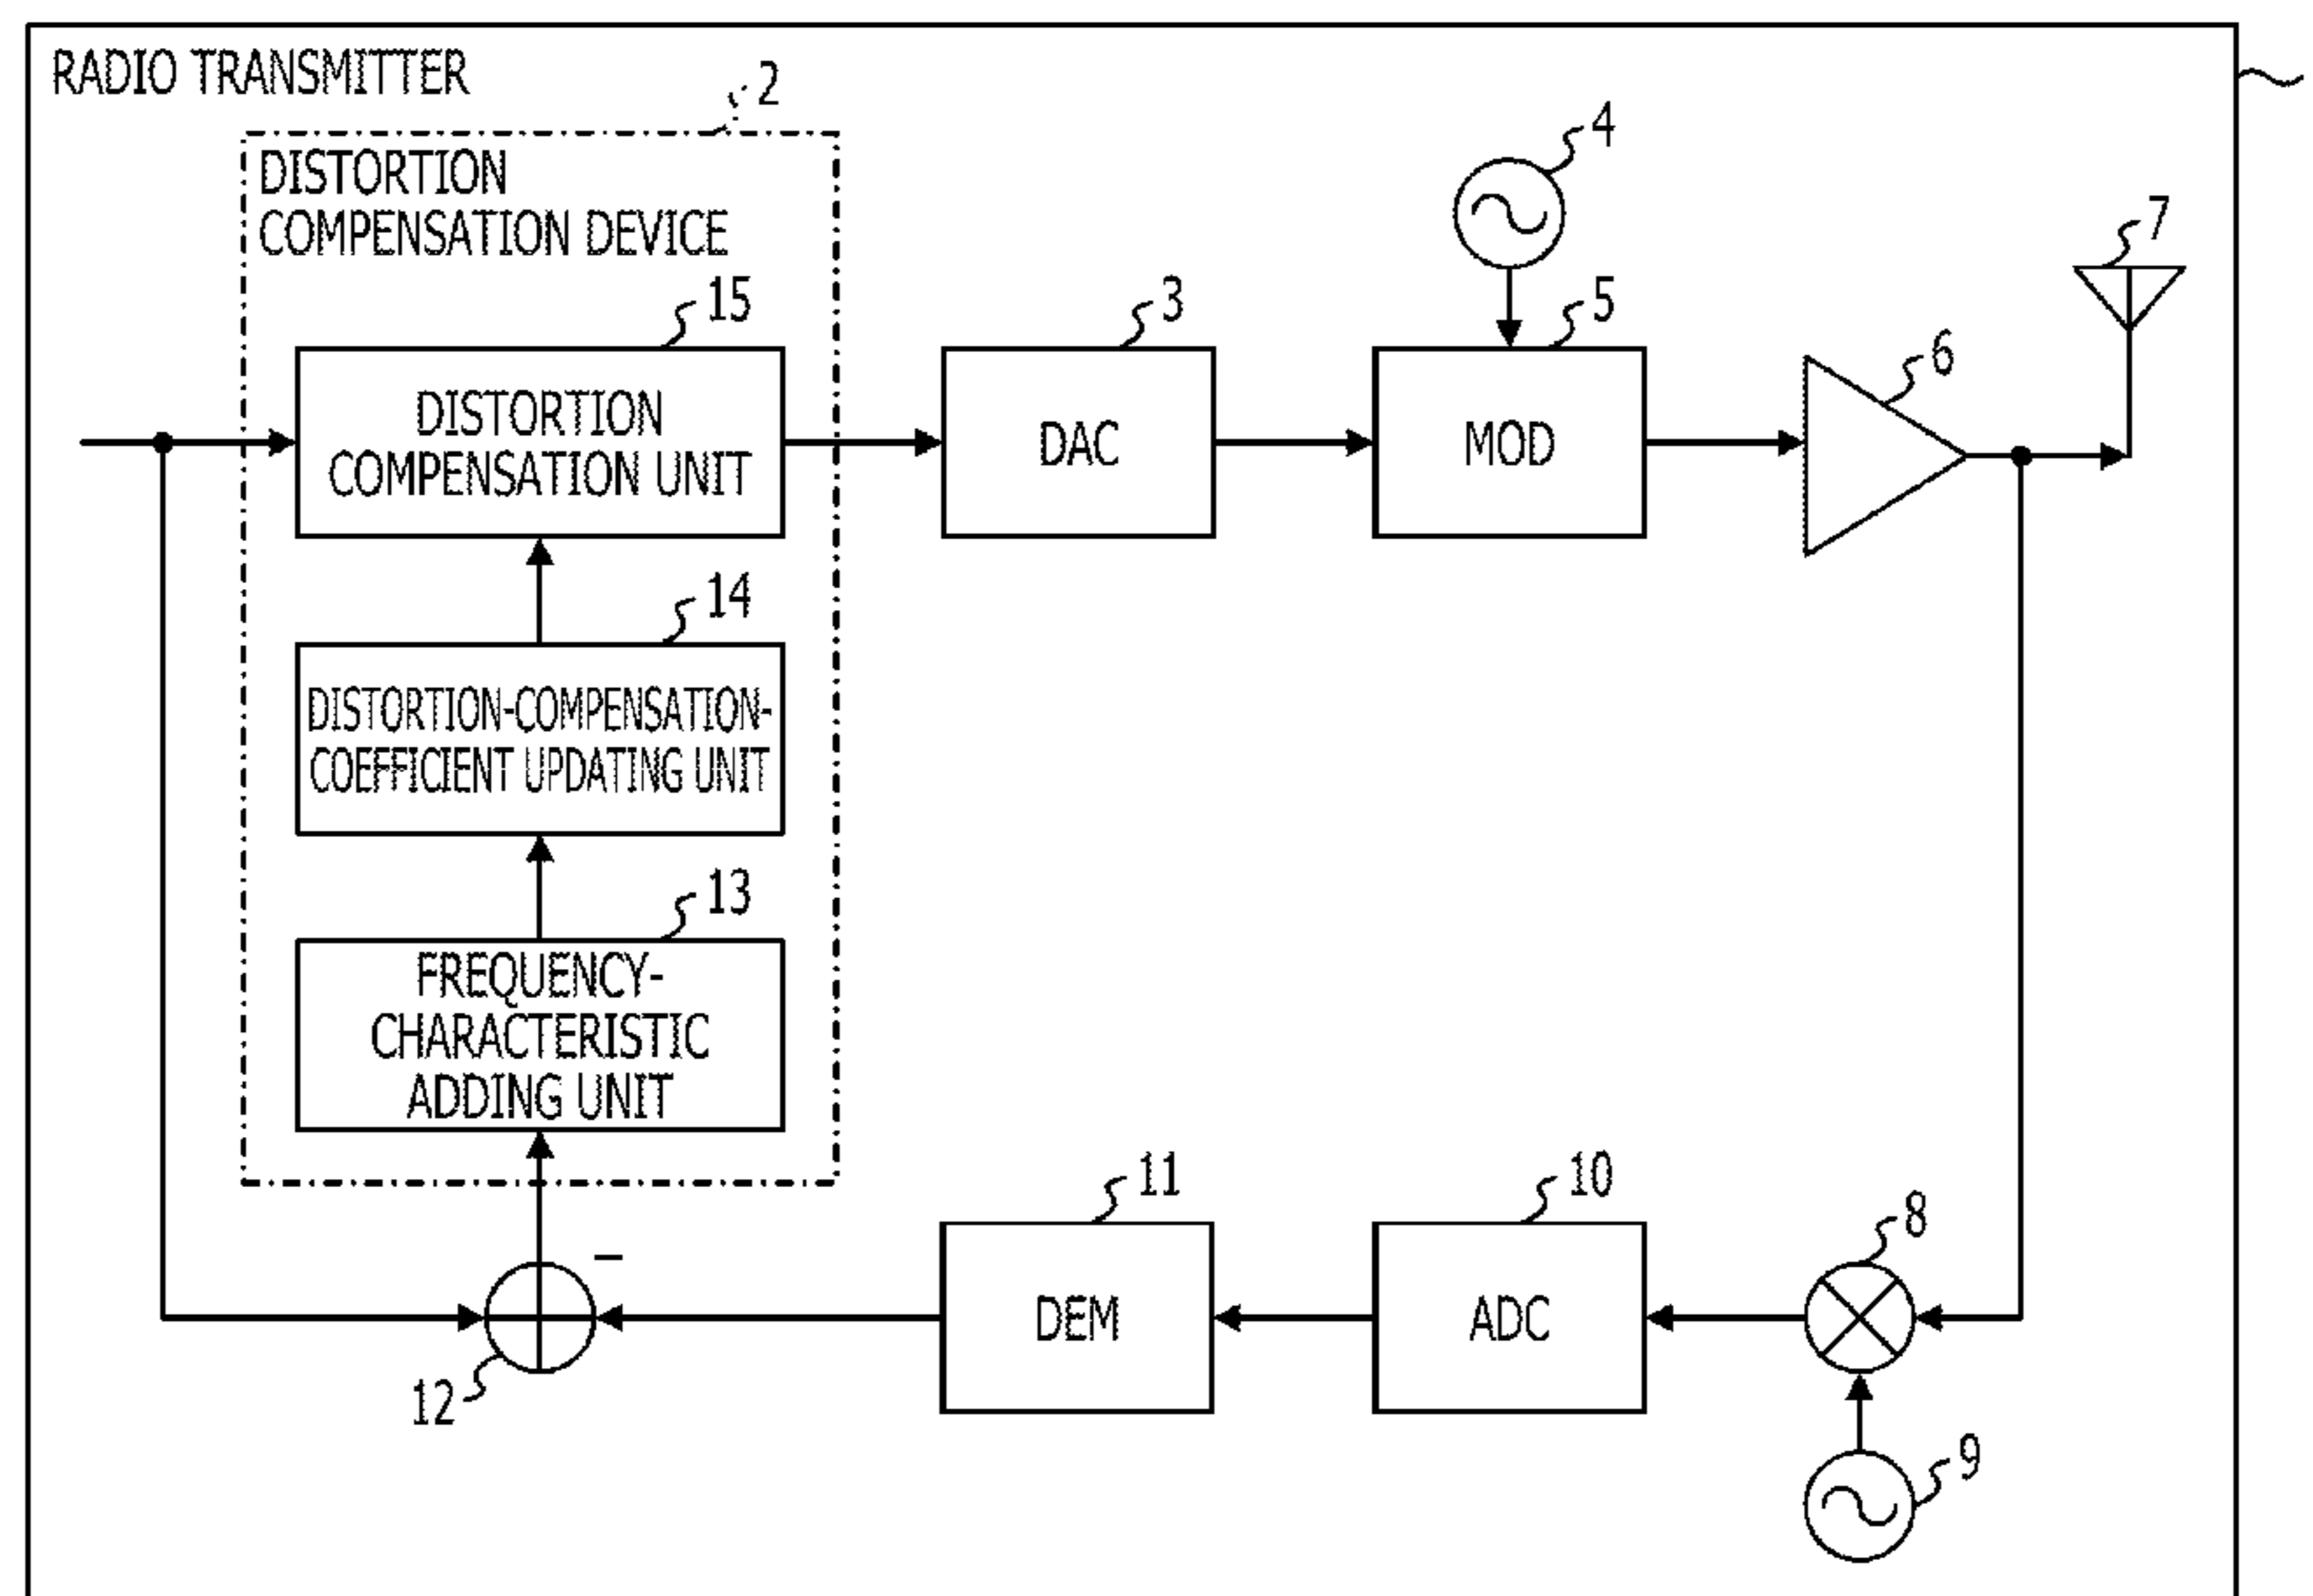 RADIO TRANSMITTER
2
DISTORTION
COMPENSATION DEVICE
4
7
15
3
5
6
DISTORTION
COMPENSATION UNIT
DAC
MOD
14
DISTORTION-COMPENSATION-
COEFFICIENT UPDATING UNIT
13
FREQUENCY-
CHARACTERISTIC
ADDING UNIT
11
10
8
−
DEM
ADC
12
9